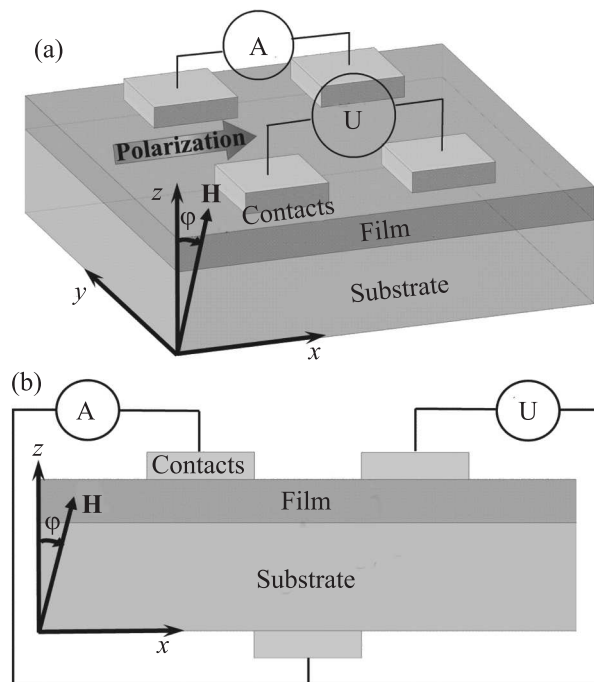 (a)
A
U
Polarization
z
H
φ
Contacts
Film
y
Substrate
x
(b)
A
U
z
Contacts
H
Film
φ
Substrate
x